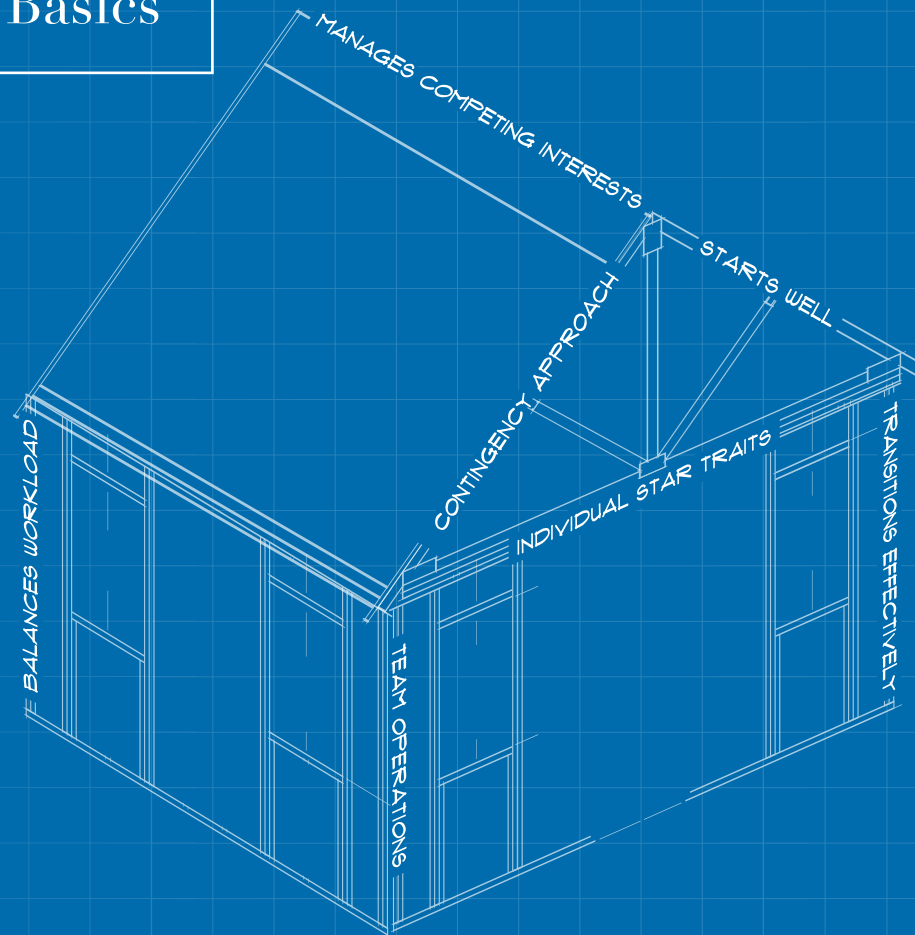 Basics
MANAGES COMPETING INTERESTS
STARTS WELL
CONTINGENCY APPROACH
INDIVIDUAL STAR TRAITS
BALANCES WORKLOAD
TEAM OPERATIONS
TRANSITIONS EFFECTIVELY